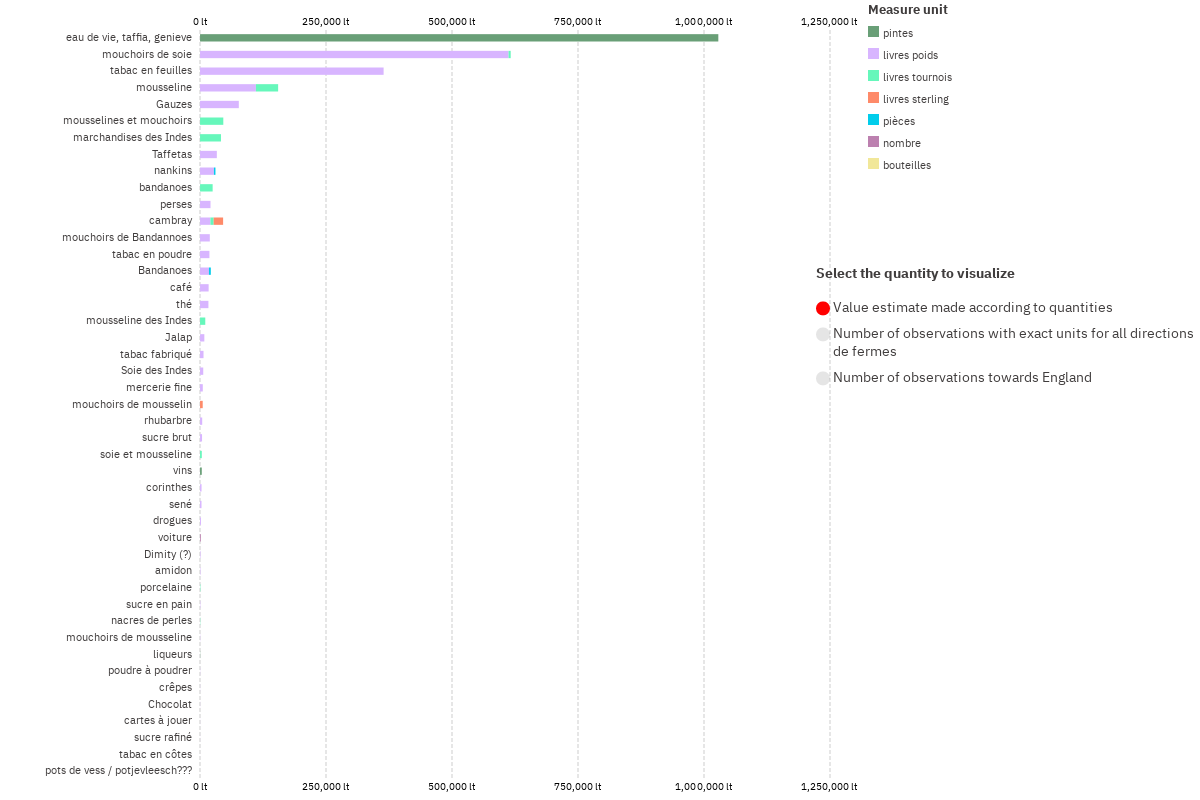 0 lt 250,000 lt 500,000 lt 750,000 lt 1,000,000 lt 1,250,000 lt
eau de vie, taffia, genieve
mouchoirs de soie
tabac en feuilles
mousseline
Gauzes
mousselines et mouchoirs
marchandises des Indes
Taffetas
nankins
bandanoes
perses
cambray
mouchoirs de Bandannoes
tabac en poudre
Bandanoes
café
thé
mousseline des Indes
Jalap
tabac fabriqué
Soie des Indes
mercerie fine
mouchoirs de mousselin
rhubarbre
sucre brut
soie et mousseline
vins
corinthes
sené
drogues
voiture
Dimity (?)
amidon
porcelaine
sucre en pain
nacres de perles
mouchoirs de mousseline
liqueurs
poudre à poudrer
crêpes
Chocolat
cartes à jouer
sucre rafiné
tabac en côtes
pots de vess / potjevleesch???
0 lt 250,000 lt 500,000 lt 750,000 lt 1,000,000 lt 1,250,000 lt
Measure unit
pintes
livres poids
livres tournois
livres sterling
pièces
nombre
bouteilles
Select the quantity to visualize
Value estimate made according to quantities
Number of observations with exact units for all directions
de fermes
Number of observations towards England